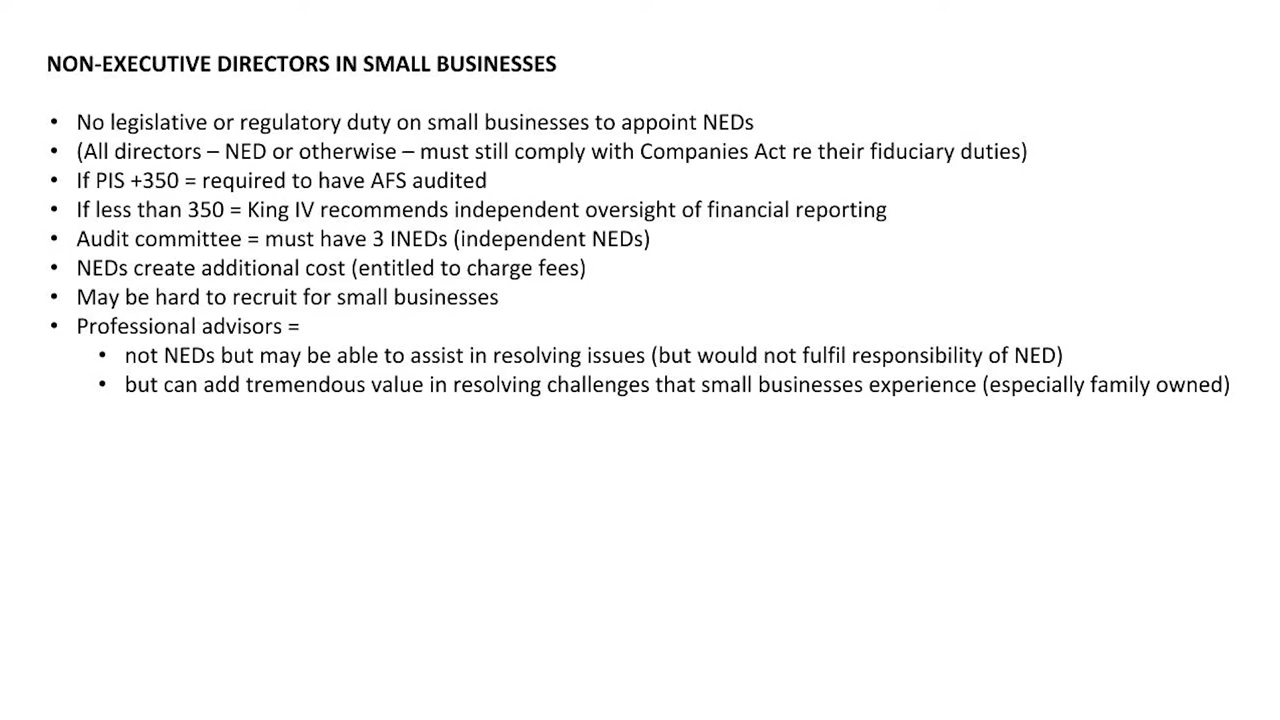 NON-EXECUTIVE DIRECTORS IN SMALL BUSINESSES
• No legislative or regulatory duty on small businesses to appoint NEDs
• (All directors – NED or otherwise – must still comply with Companies Act re their fiduciary duties)
• If PIS +350 = required to have AFS audited
• If less than 350 = King IV recommends independent oversight of financial reporting
• Audit committee = must have 3 INEDs (independent NEDs)
• NEDs create additional cost (entitled to charge fees)
• May be hard to recruit for small businesses
• Professional advisors =
• not NEDs but may be able to assist in resolving issues (but would not fulfil responsibility of NED)
• but can add tremendous value in resolving challenges that small businesses experience (especially family owned)